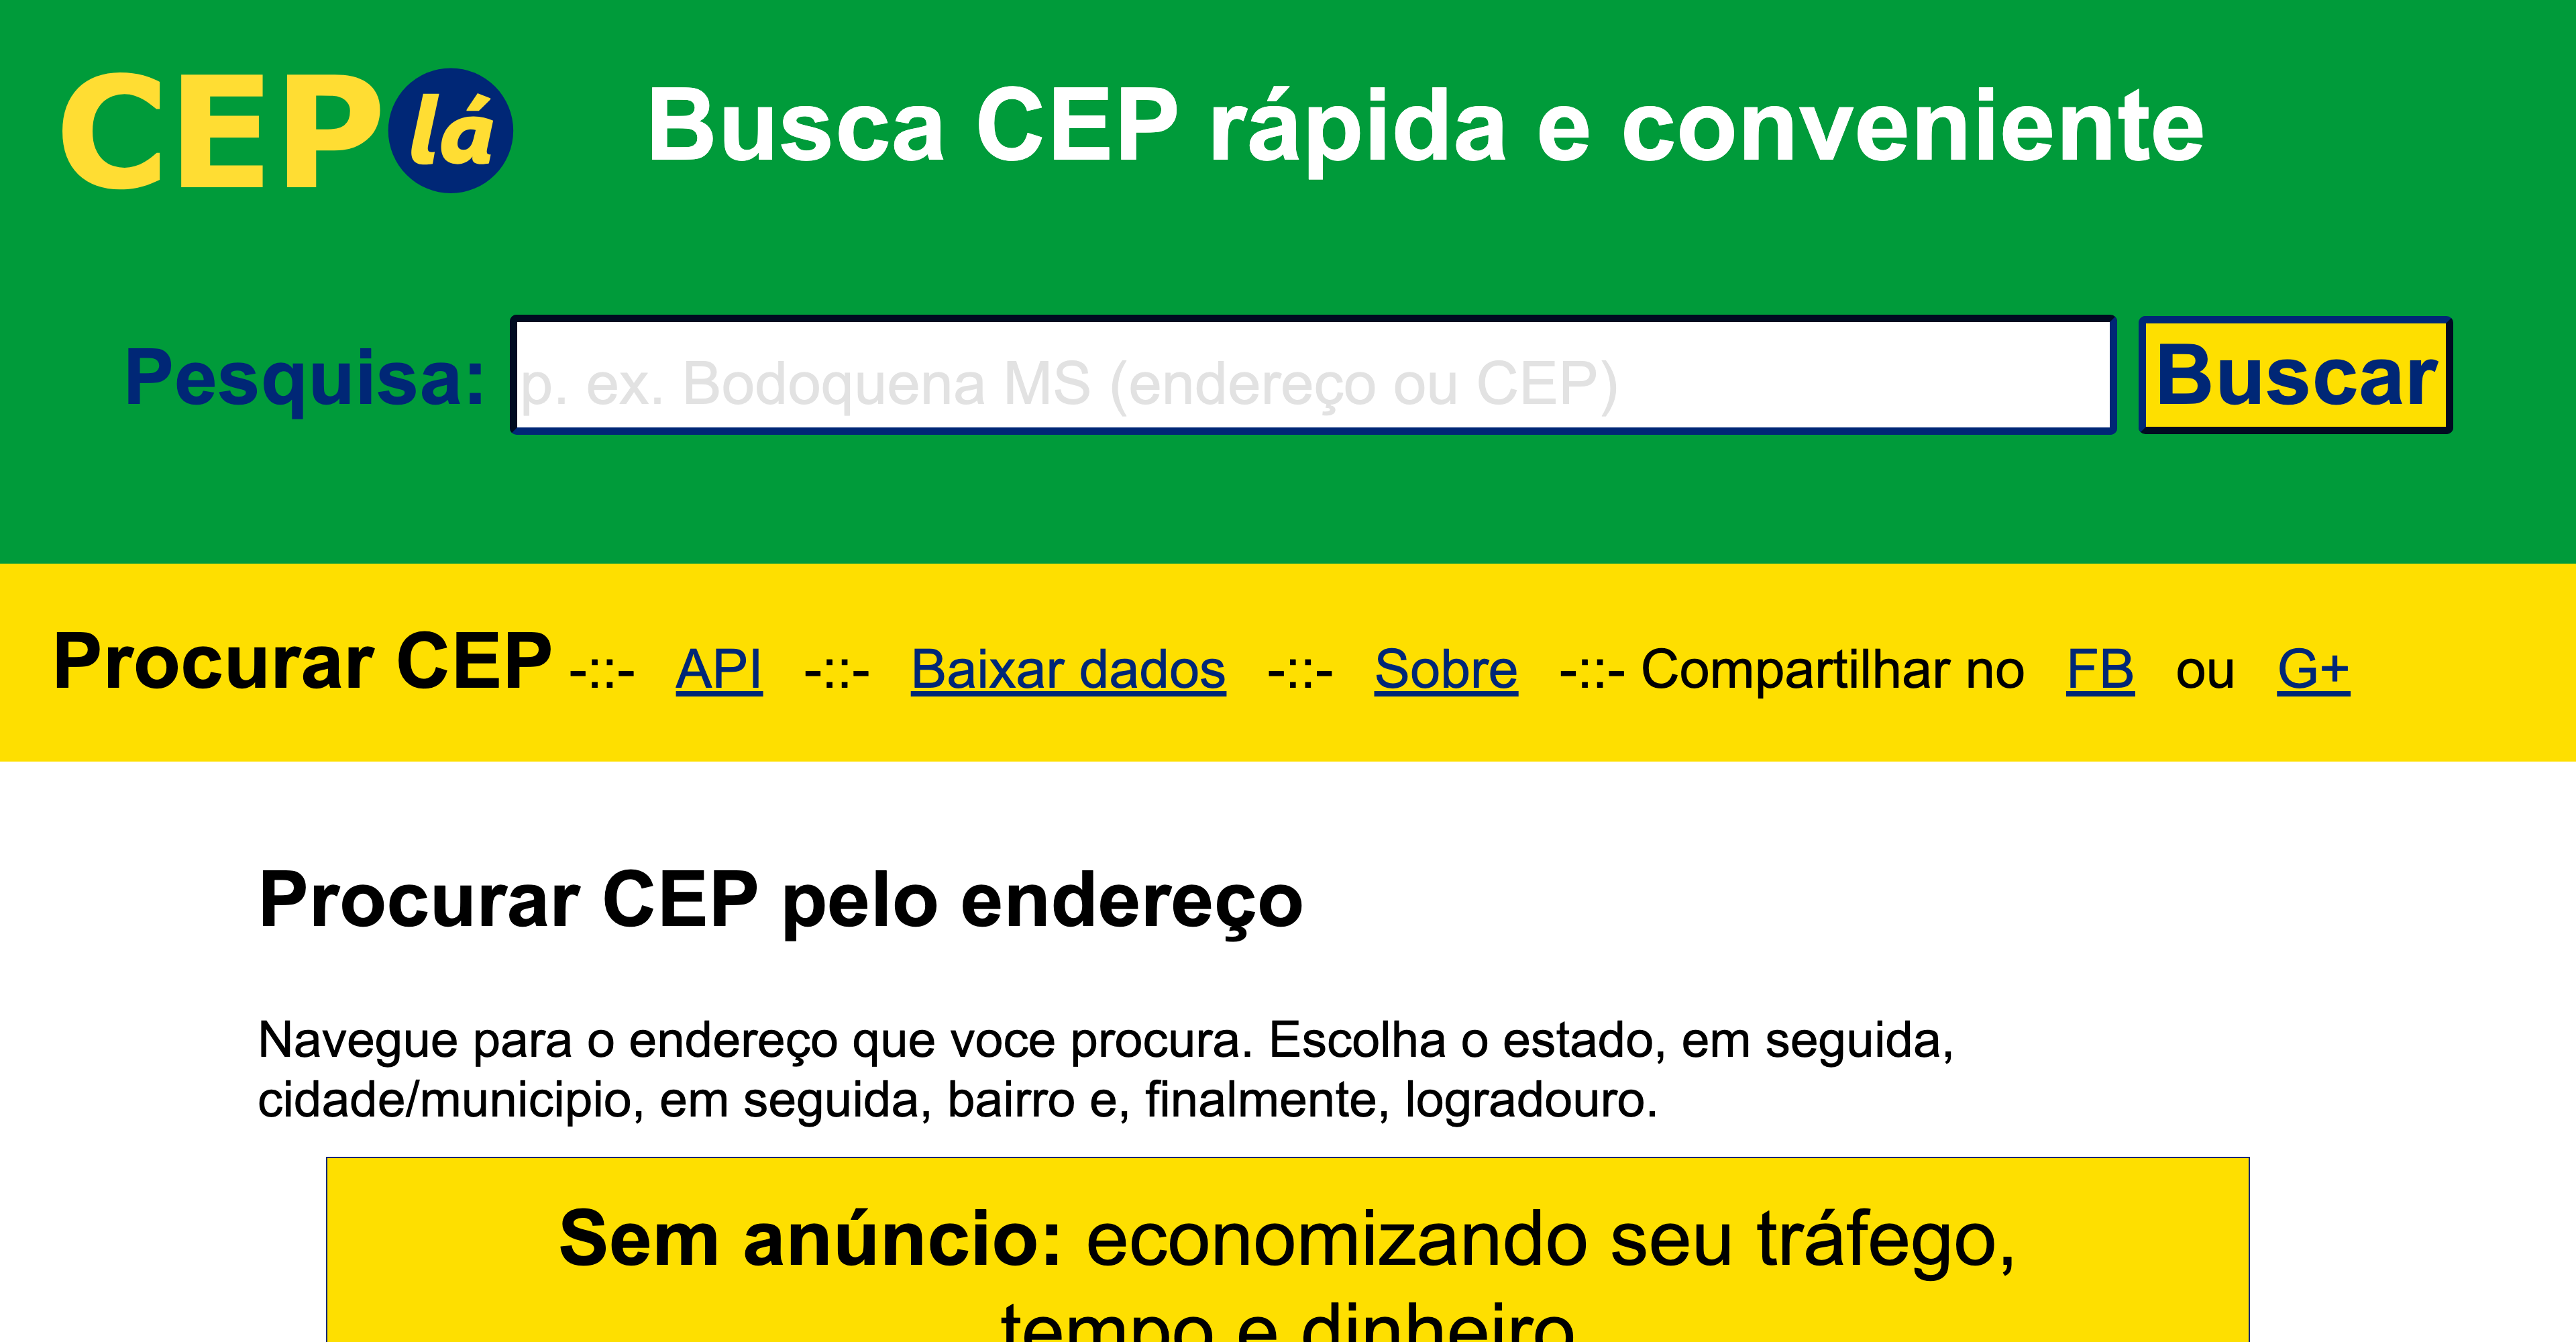 CEP lá
Busca CEP rápida e conveniente
Pesquisa: p. ex. Bodoquena MS (endereço ou CEP) Buscar
Procurar CEP -::- API -::- Baixar dados -::- Sobre -::- Compartilhar no FB ou G+
Procurar CEP pelo endereço
Navegue para o endereço que voce procura. Escolha o estado, em seguida,
cidade/municipio, em seguida, bairro e, finalmente, logradouro.
Sem anúncio: economizando seu tráfego,
tempo e dinheiro